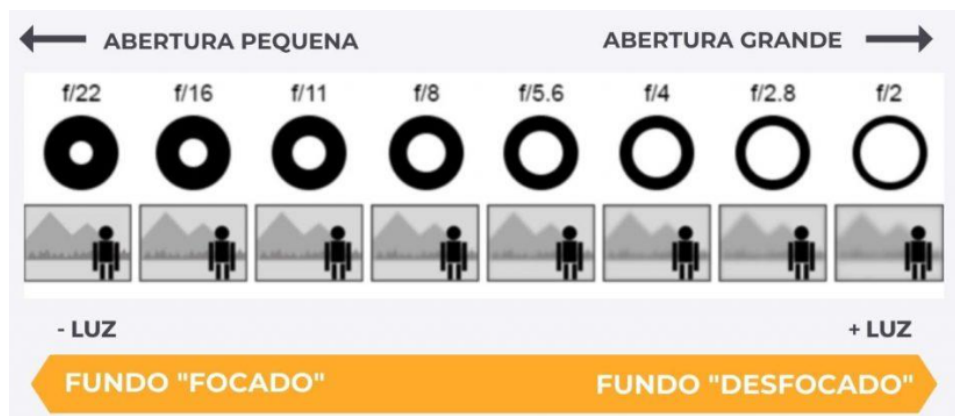 ABERTURA PEQUENA ABERTURA GRANDE
f/22 f/16 f/11 f/8 f/5.6 f/4 f/2.8 f/2
- LUZ + LUZ
FUNDO "FOCADO" FUNDO "DESFOCADO"